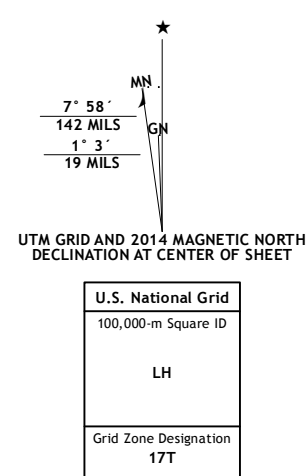 ★
MN
7° 58´
142 MILS
GN
1° 3´
19 MILS
UTM GRID AND 2014 MAGNETIC NORTH
DECLINATION AT CENTER OF SHEET
U.S. National Grid
100,000-m Square ID
LH
Grid Zone Designation
17T